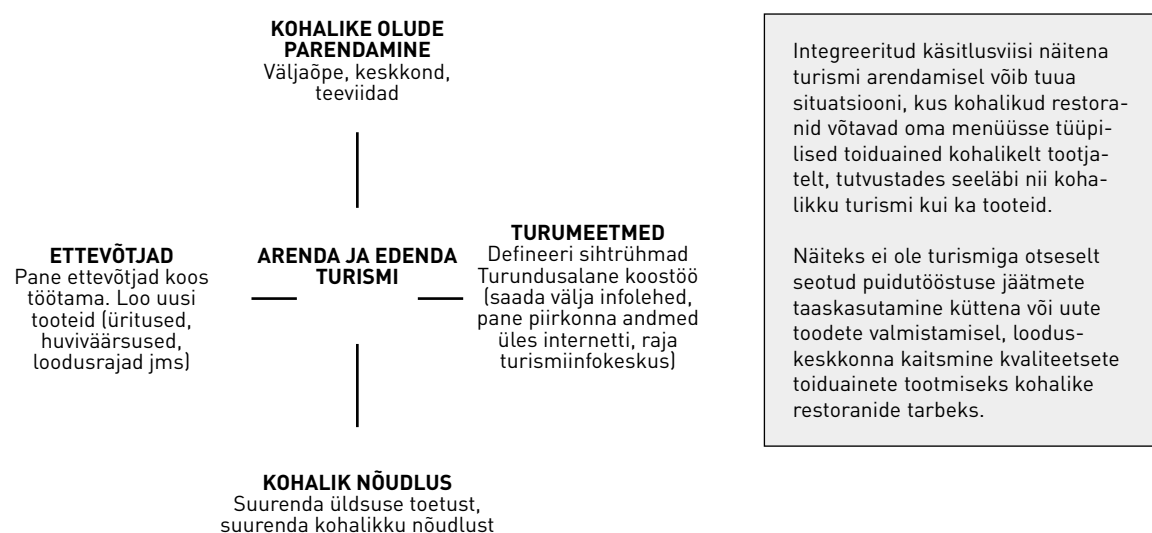 KOHALIKE OLUDE
PARENDAMINE
Väljaõpe, keskkond,
teeviidad
ETTEVÕTJAD
Pane ettevõtjad koos
töötama. Loo uusi
tooteid (üritused,
huviväärsused,
loodusrajad jms)
ARENDA JA EDENDA
TURISMI
TURUMEETMED
Defineeri sihtrühmad
Turundusalane koostöö
(saada välja infolehed,
pane piirkonna andmed
üles internetti, raja
turismiinfokeskus)
KOHALIK NÕUDLUS
Suurenda üldsuse toetust,
suurenda kohalikku nõudlust
Integreeritud käsitlusviisi näitena
turismi arendamisel võib tuua
situatsiooni, kus kohalikud restora-
nid võtavad oma menüüsse tüüpi-
lised toiduained kohalikelt tootja-
telt, tutvustades seeläbi nii koha-
likku turismi kui ka tooteid.
Näiteks ei ole turismiga otseselt
seotud puidutööstuse jäätmete
taaskasutamine küttena või uute
toodete valmistamisel, loodus-
keskkonna kaitsmine kvaliteetsete
toiduainete tootmiseks kohalike
restoranide tarbeks.